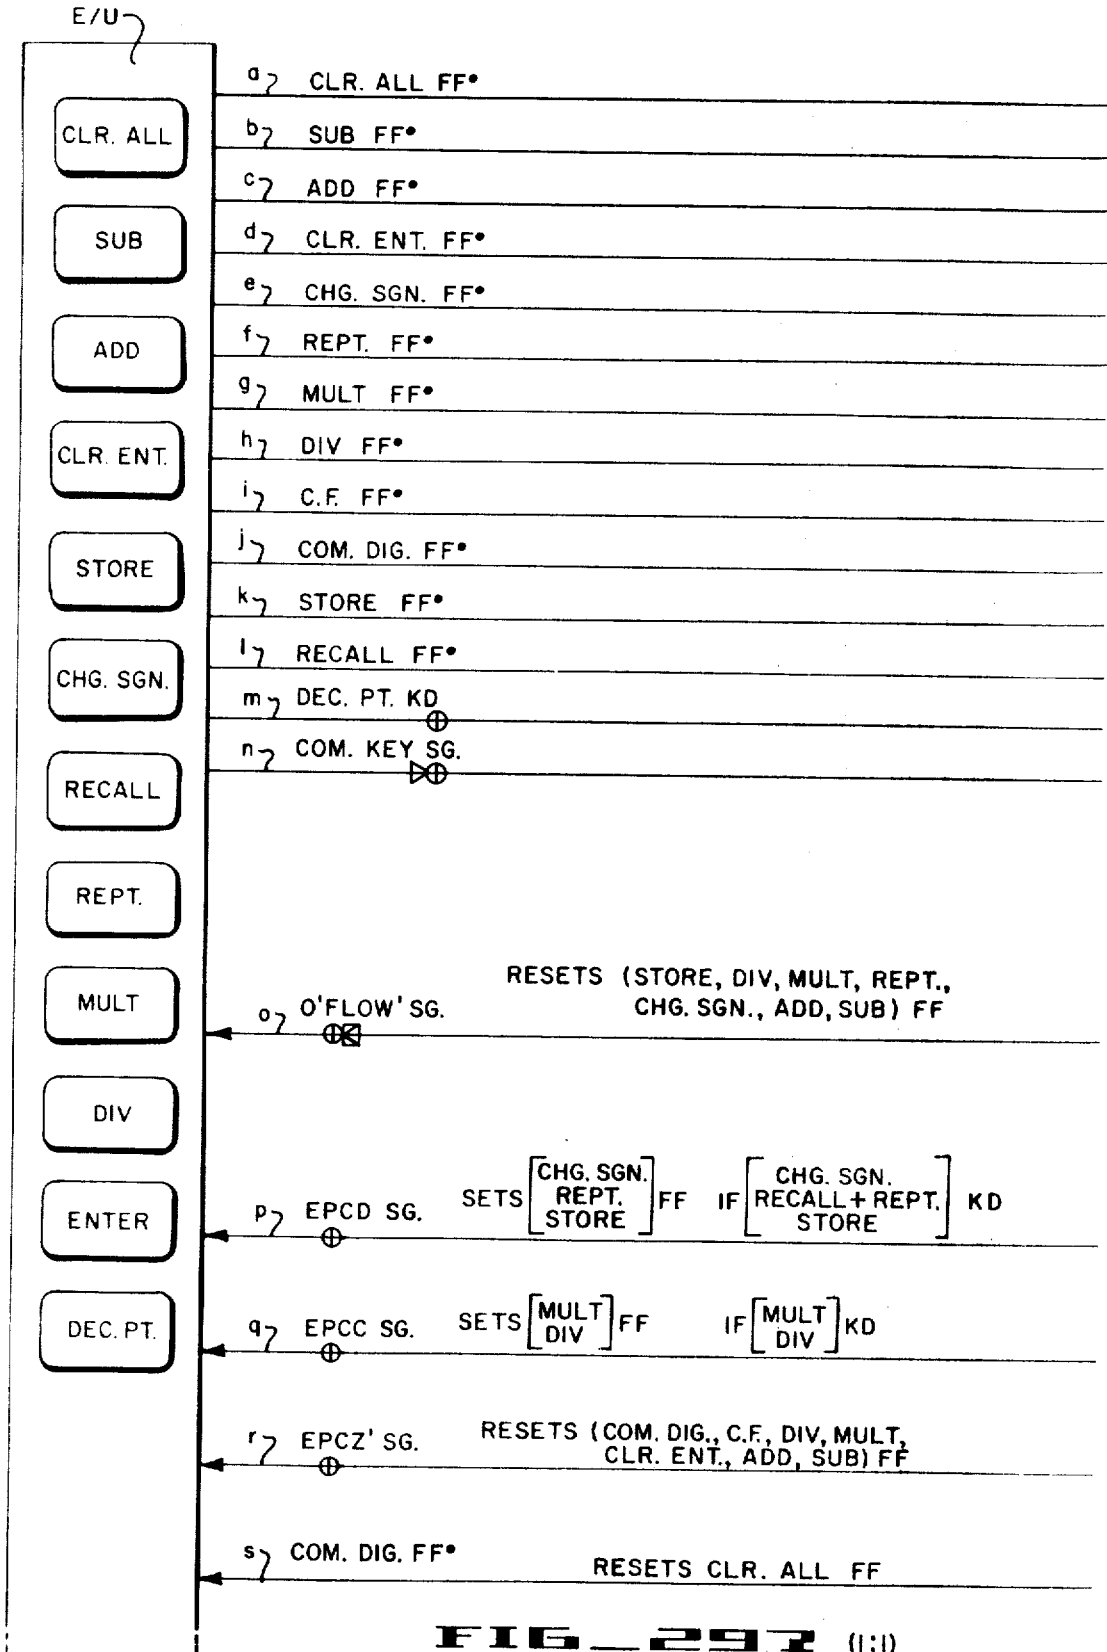 E/U
CLR. ALL
SUB
ADD
CLR. ENT.
STORE
CHG. SGN.
RECALL
REPT.
MULT
DIV
ENTER
DEC. PT.
a CLR. ALL FF•
b SUB FF•
c ADD FF•
d CLR. ENT. FF•
e CHG. SGN. FF•
f REPT. FF•
g MULT FF•
h DIV FF•
i C.F. FF•
j COM. DIG. FF•
k STORE FF•
l RECALL FF•
m DEC. PT. KD
n COM. KEY SG.
RESETS (STORE, DIV, MULT, REPT.,
o O'FLOW' SG. CHG. SGN., ADD, SUB) FF
CHG. SGN. CHG. SGN.
p EPCD SG. SETS REPT. FF IF RECALL + REPT. KD
STORE STORE
MULT MULT
q EPCC SG. SETS DIV FF IF DIV KD
r EPCZ' SG. RESETS (COM. DIG., C.F., DIV, MULT,
CLR. ENT., ADD, SUB) FF
s COM. DIG. FF• RESETS CLR. ALL FF
FIG_297 (1:1)